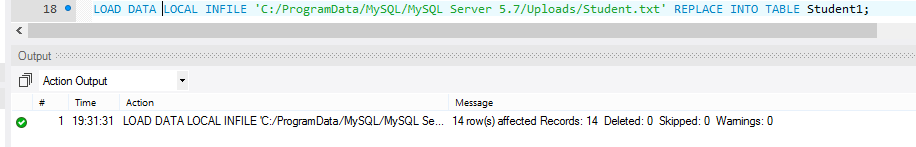 18 LOAD DATA LOCAL INFILE 'C:/ProgramData/MySQL/MySQL Server 5.7/Uploads/Student.txt' REPLACE INTO TABLE Student1;
Output
Action Output
# Time Action Message
1 19:31:31 LOAD DATA LOCAL INFILE 'C:/ProgramData/MySQL/MySQL Se... 14 row(s) affected Records: 14 Deleted: 0 Skipped: 0 Warnings: 0